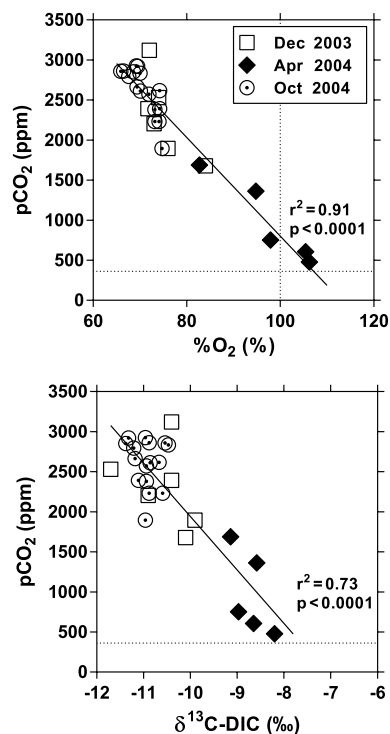 3500
3000
2500
2000
1500
1000
500
0
pCO₂ (ppm)
Dec 2003
Apr 2004
Oct 2004
r²=0.91
p<0.0001
60 80 100 120
%O₂ (%)
3500
3000
2500
2000
1500
1000
500
0
pCO₂ (ppm)
r²=0.73
p<0.0001
-12 -11 -10 -9 -8 -7 -6
δ¹³C-DIC (‰)